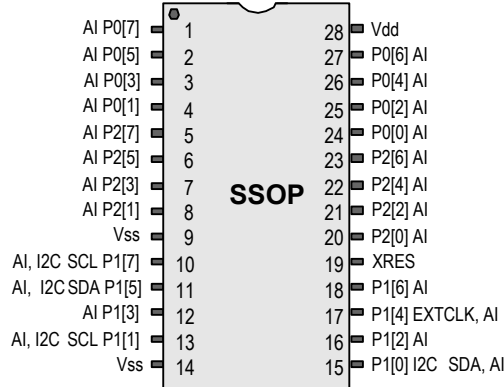 AI P0[7] 1 28 Vdd
AI P0[5] 2 27 P0[6] AI
AI P0[3] 3 26 P0[4] AI
AI P0[1] 4 25 P0[2] AI
AI P2[7] 5 24 P0[0] AI
AI P2[5] 6 23 P2[6] AI
AI P2[3] 7 22 P2[4] AI
SSOP
AI P2[1] 8 21 P2[2] AI
Vss 9 20 P2[0] AI
AI, I2C SCL P1[7] 10 19 XRES
AI, I2C SDA P1[5] 11 18 P1[6] AI
AI P1[3] 12 17 P1[4] EXTCLK, AI
AI, I2C SCL P1[1] 13 16 P1[2] AI
Vss 14 15 P1[0] I2C SDA, AI